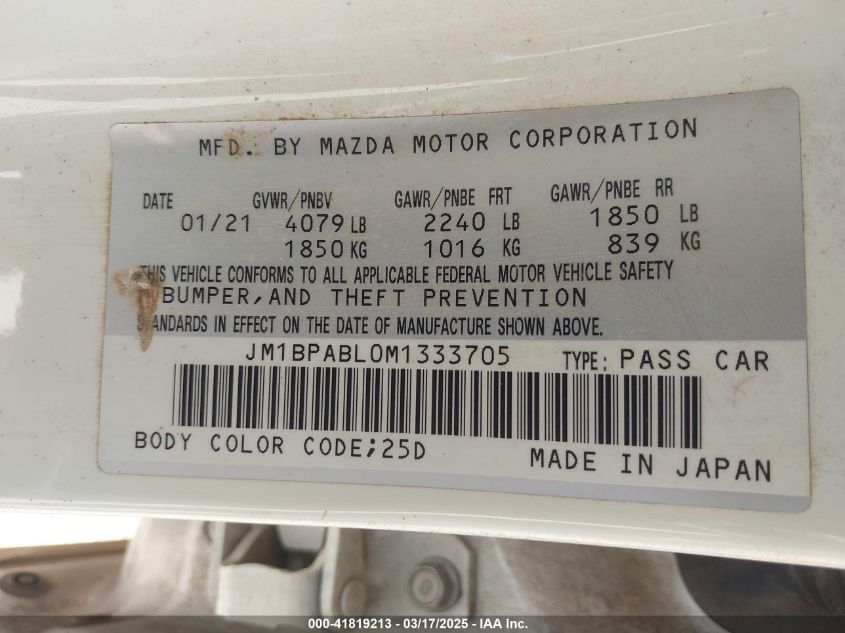 MFD. BY MAZDA MOTOR CORPORATION
DATE GVWR/PNBV GAWR/PNBE FRT GAWR/PNBE RR
01/21 4079 LB 2240 LB 1850 LB
1850 KG 1016 KG 839 KG
THIS VEHICLE CONFORMS TO ALL APPLICABLE FEDERAL MOTOR VEHICLE SAFETY
BUMPER, AND THEFT PREVENTION
STANDARDS IN EFFECT ON THE DATE OF MANUFACTURE SHOWN ABOVE.
JM1BPABL0M1333705 TYPE: PASS CAR
BODY COLOR CODE;25D MADE IN JAPAN
000-41819213 - 03/17/2025 - IAA Inc.